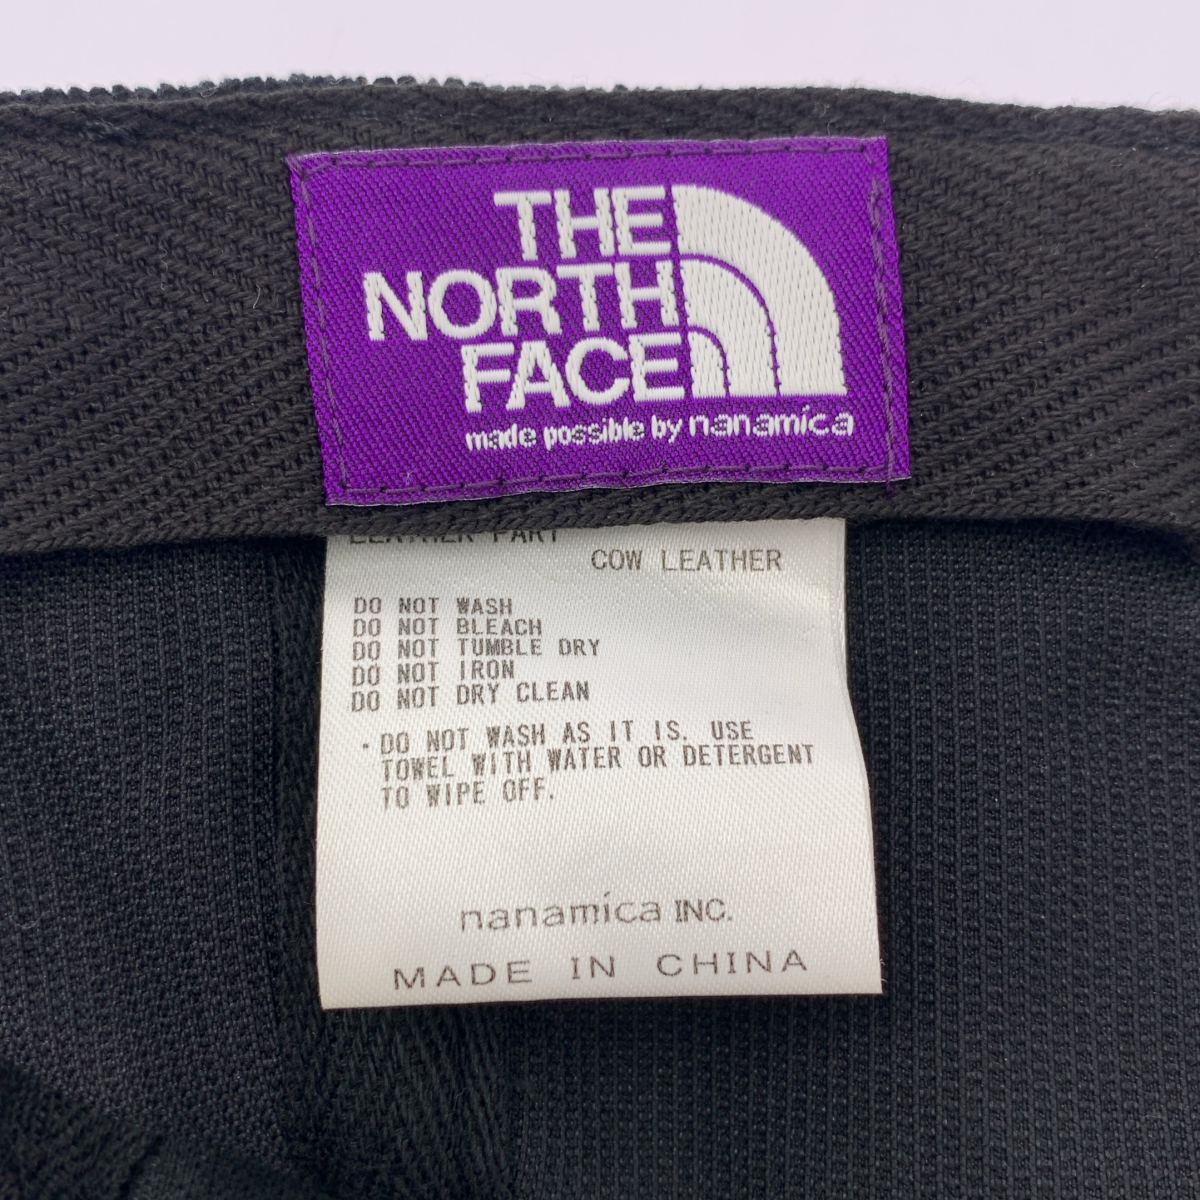 THE
NORTH
FACE
made possible by nanamica
LEATHER PART
COW LEATHER
DO NOT WASH
DO NOT BLEACH
DO NOT TUMBLE DRY
DO NOT IRON
DO NOT DRY CLEAN
・DO NOT WASH AS IT IS. USE
TOWEL WITH WATER OR DETERGENT
TO WIPE OFF.
nanamica INC.
MADE IN CHINA